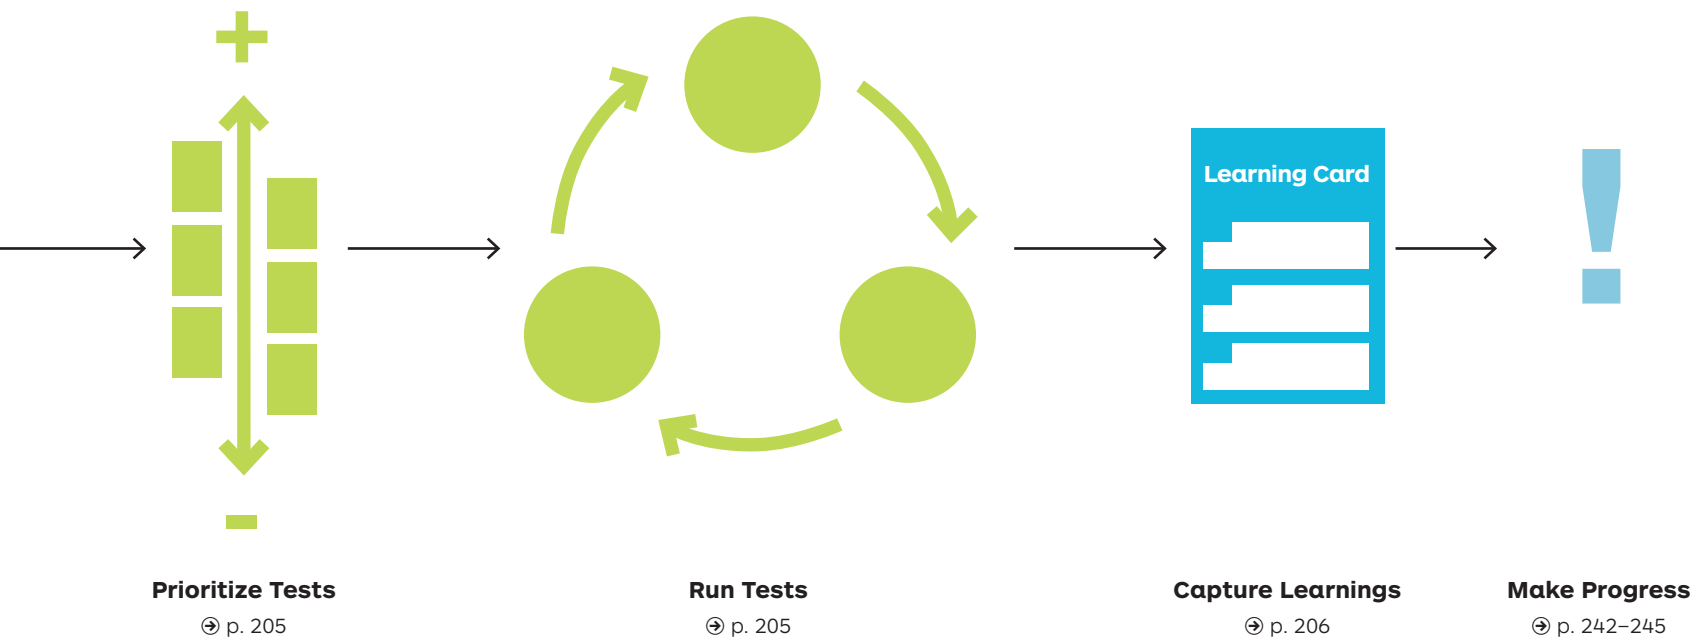 Learning Card
Prioritize Tests
p. 205
Run Tests
p. 205
Capture Learnings
p. 206
Make Progress
p. 242–245